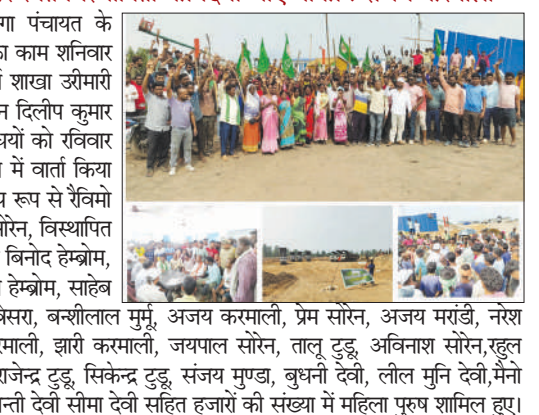 गा पंचायत के
का काम शनिवार
शाखा उरीमारी
न दिलीप कुमार
यों को रविवार
में वार्ता किया
य रूप से रैविमो
सोरेन, विस्थापित
बिनोद हेम्ब्रोम,
हेम्ब्रोम, साहेब
बेसरा, बन्शीलाल मुर्मू, अजय करमाली, प्रेम सोरेन, अजय मरांडी, नरेश
रमाली, झारी करमाली, जयपाल सोरेन, तालू टुडू, अविनाश सोरेन,रहुल
राजेन्द्र टुडू, सिकेन्द्र टुडू, संजय मुण्डा, बुधनी देवी, लील मुनि देवी,मैनो
न्ती देवी सीमा देवी सहित हजारों की संख्या में महिला पुरुष शामिल हुए।